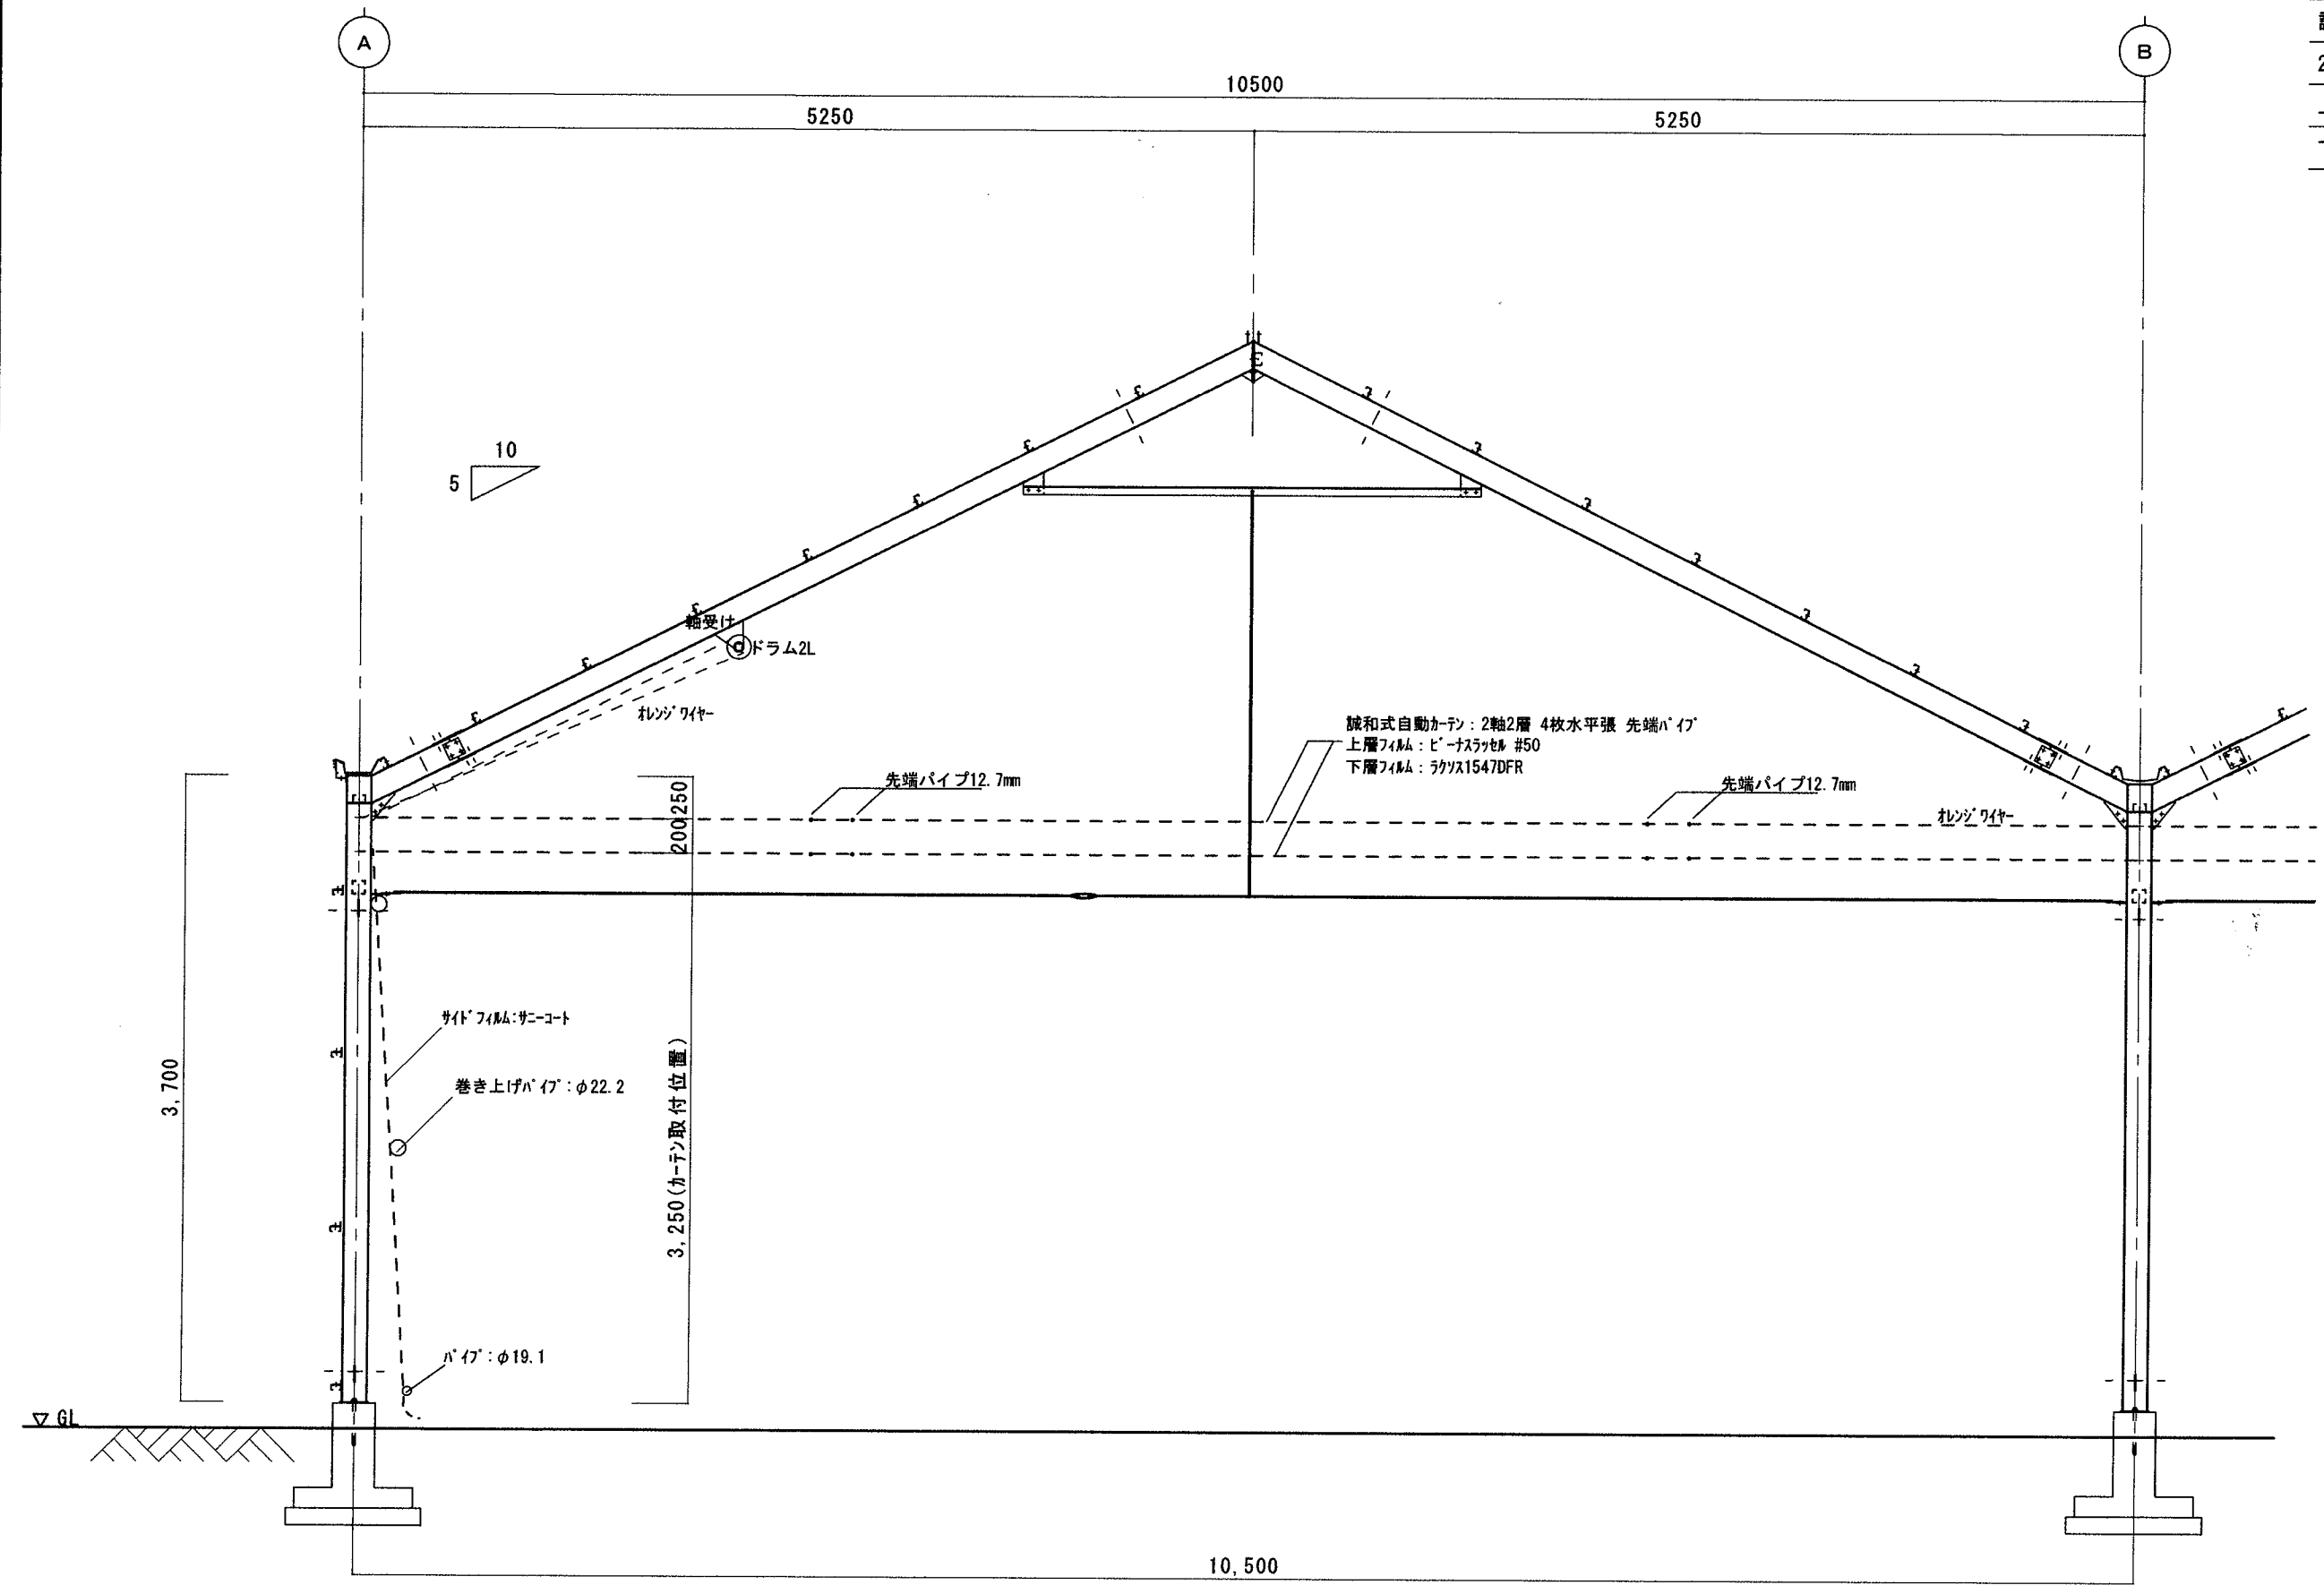 A
B
10500
5250
5250
10
5
軸受け
ドラム2L
オレンジワイヤー
誠和式自動カーテン：2軸2層 4枚水平張 先端パイプ
上層フィルム：ビーナスラッセル #50
下層フィルム：ラクソス1547DFR
先端パイプ12.7mm
先端パイプ12.7mm
オレンジワイヤー
200
250
サイドフィルム：サニーコート
巻き上げパイプ：φ22.2
3,700
3,250(カーテン取付位置)
パイプ：φ19.1
GL
10,500